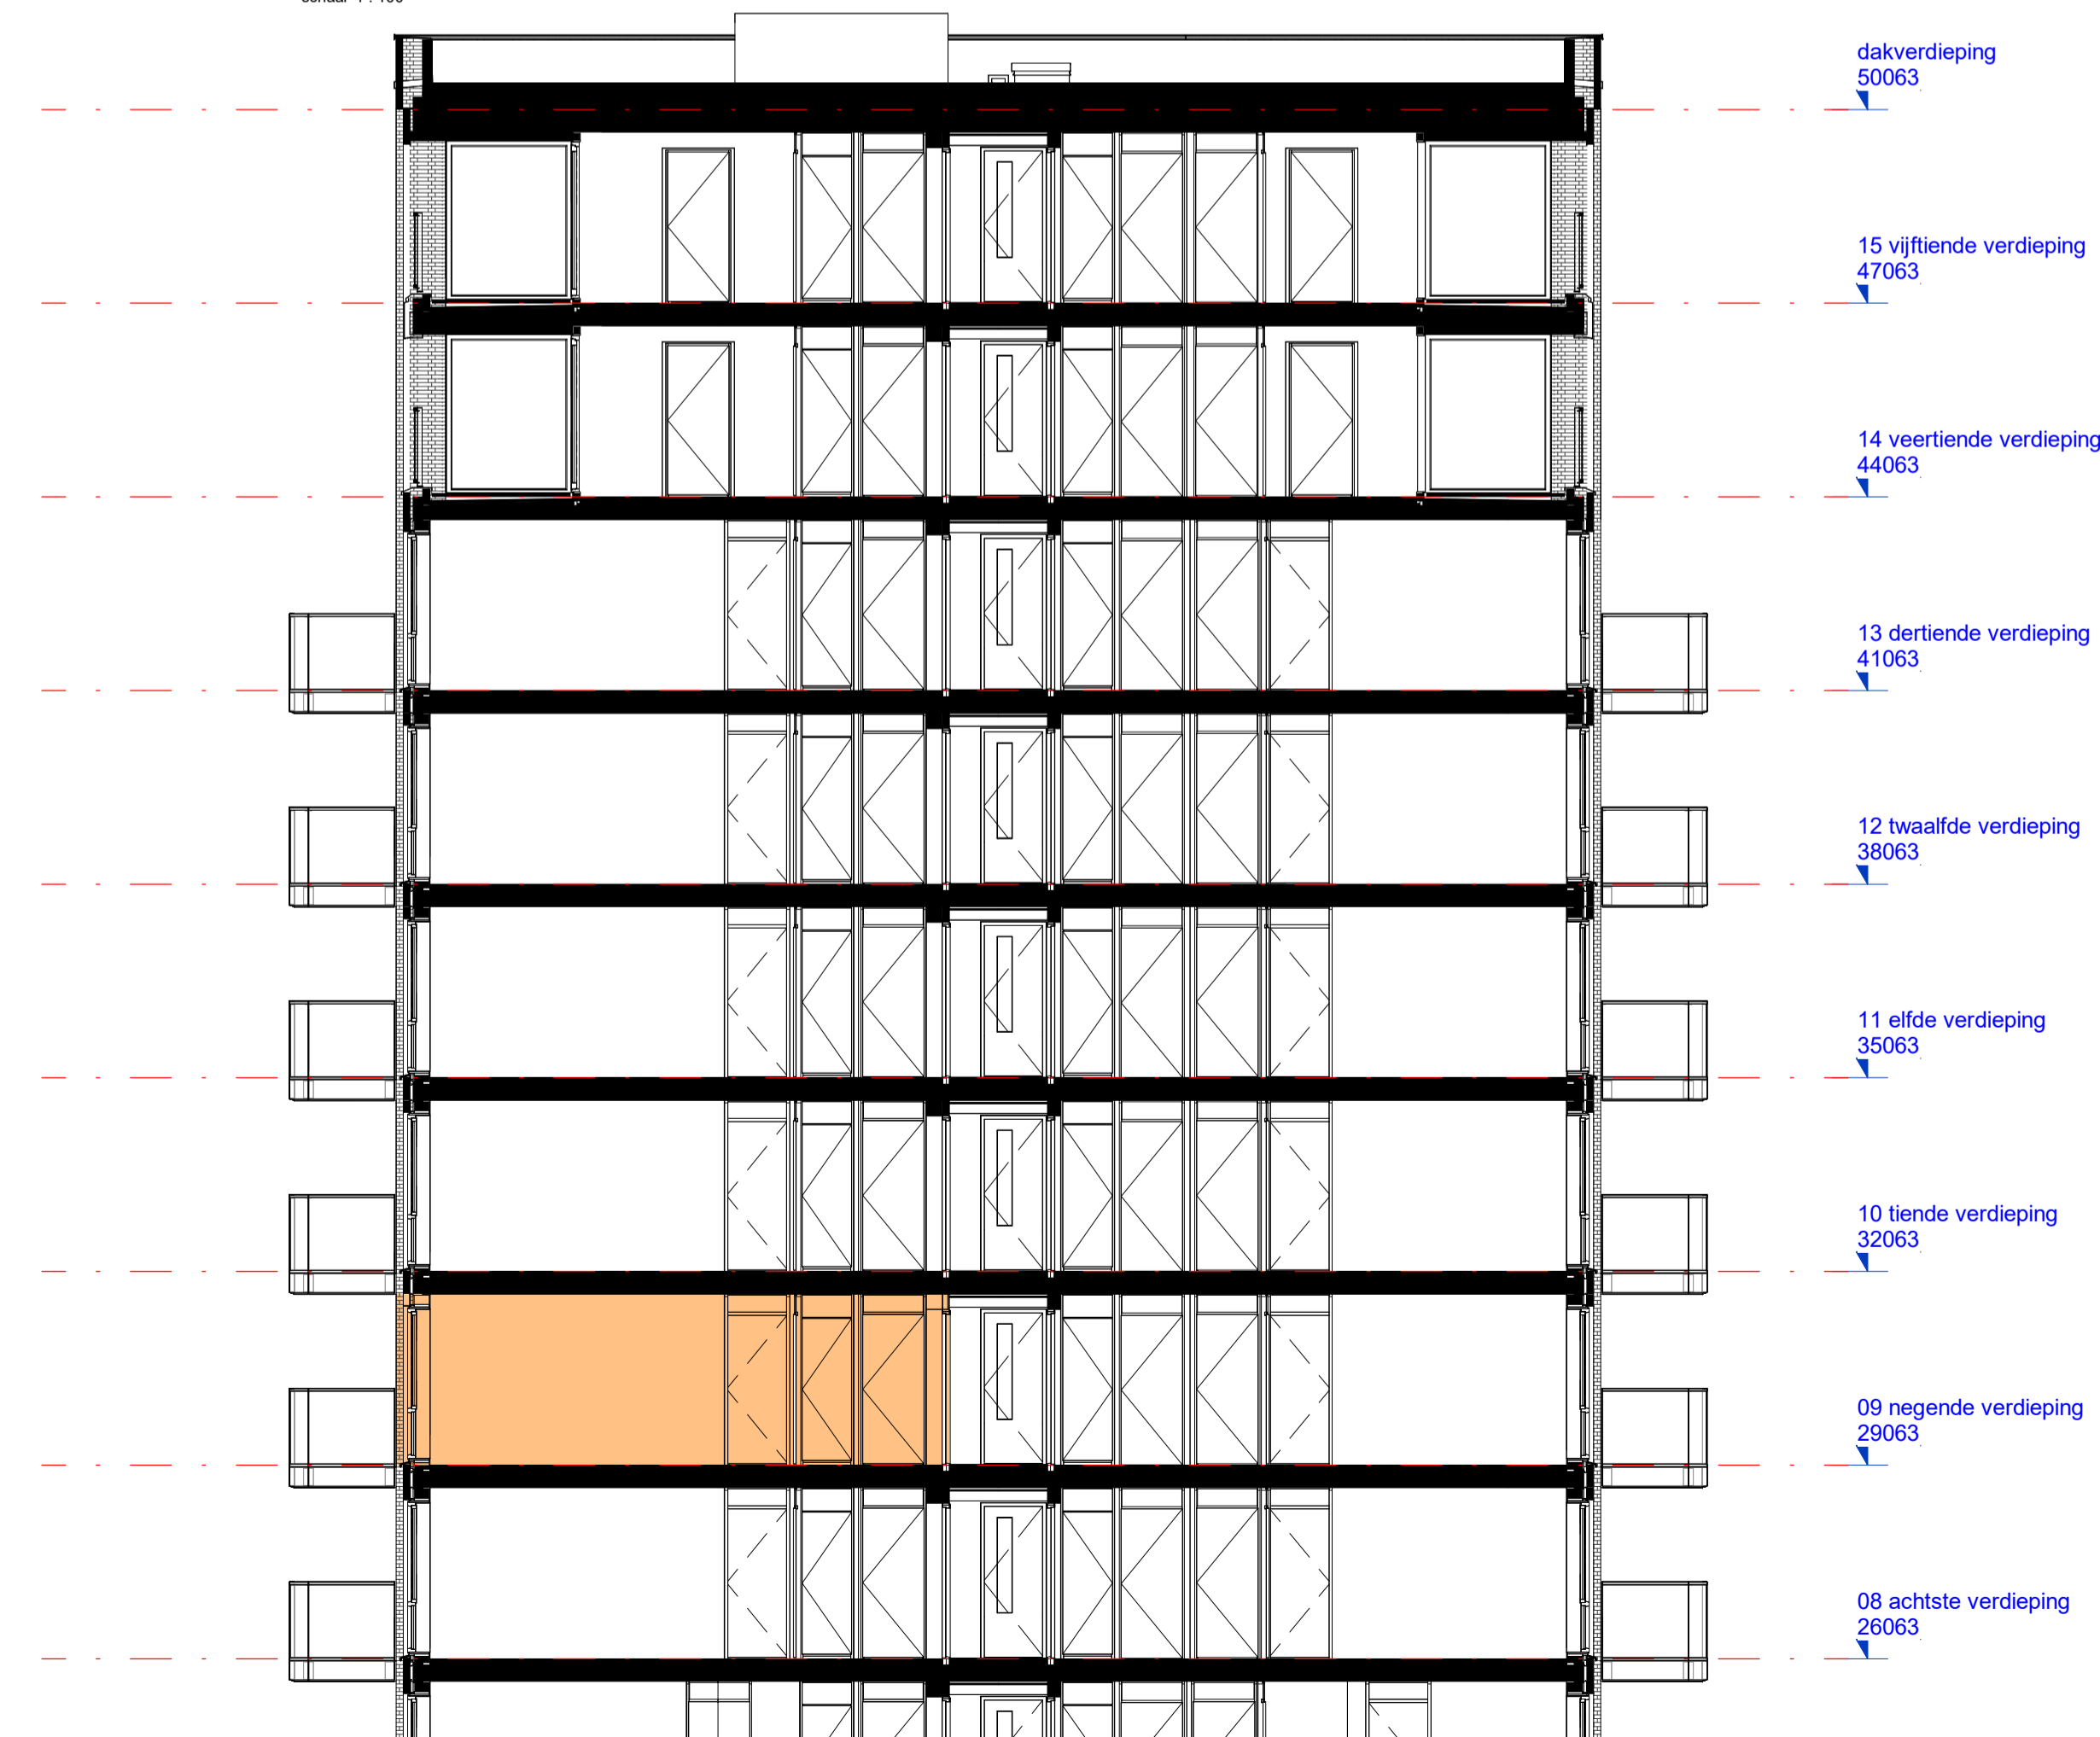 dakverdieping
50063
15 vijftiende verdieping
47063
14 veertiende verdieping
44063
13 dertiende verdieping
41063
12 twaalfde verdieping
38063
11 elfde verdieping
35063
10 tiende verdieping
32063
09 negende verdieping
29063
08 achtste verdieping
26063